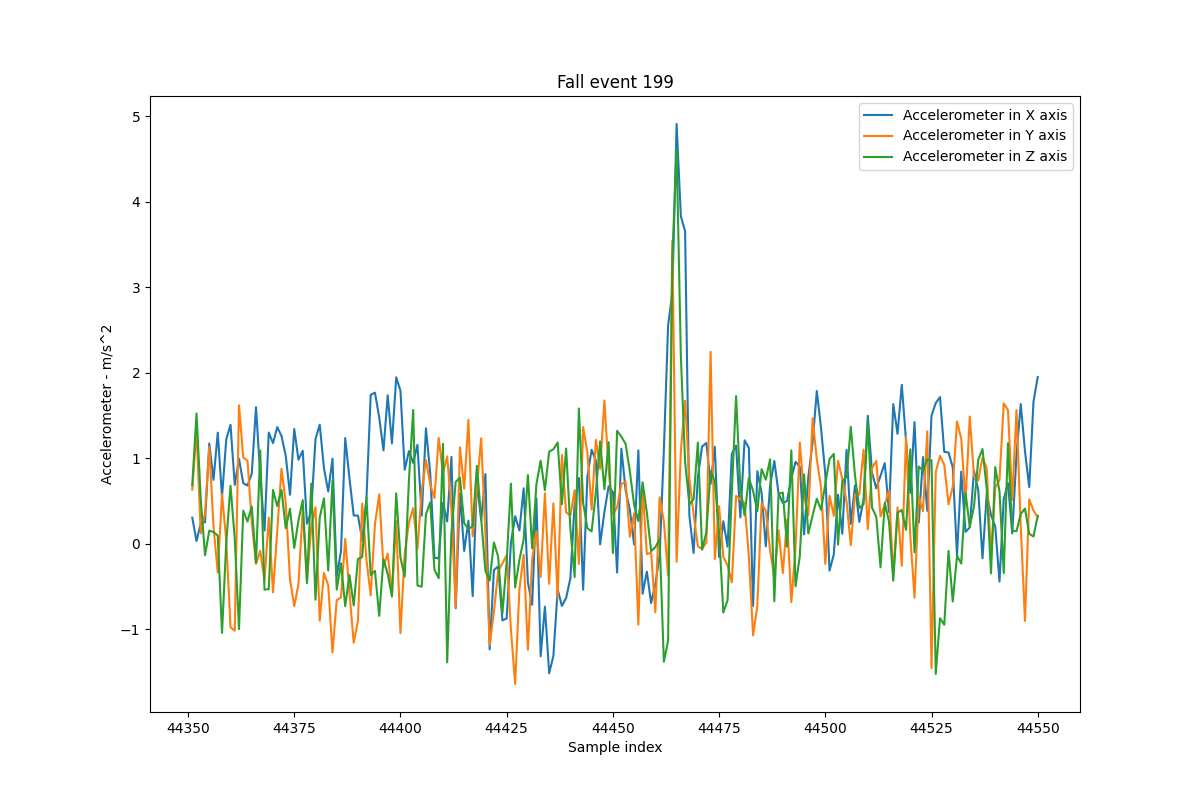 Fall event 199
Accelerometer in X axis
Accelerometer in Y axis
Accelerometer in Z axis
5
4
3
2
1
0
−1
Accelerometer - m/s^2
44350 44375 44400 44425 44450 44475 44500 44525 44550
Sample index